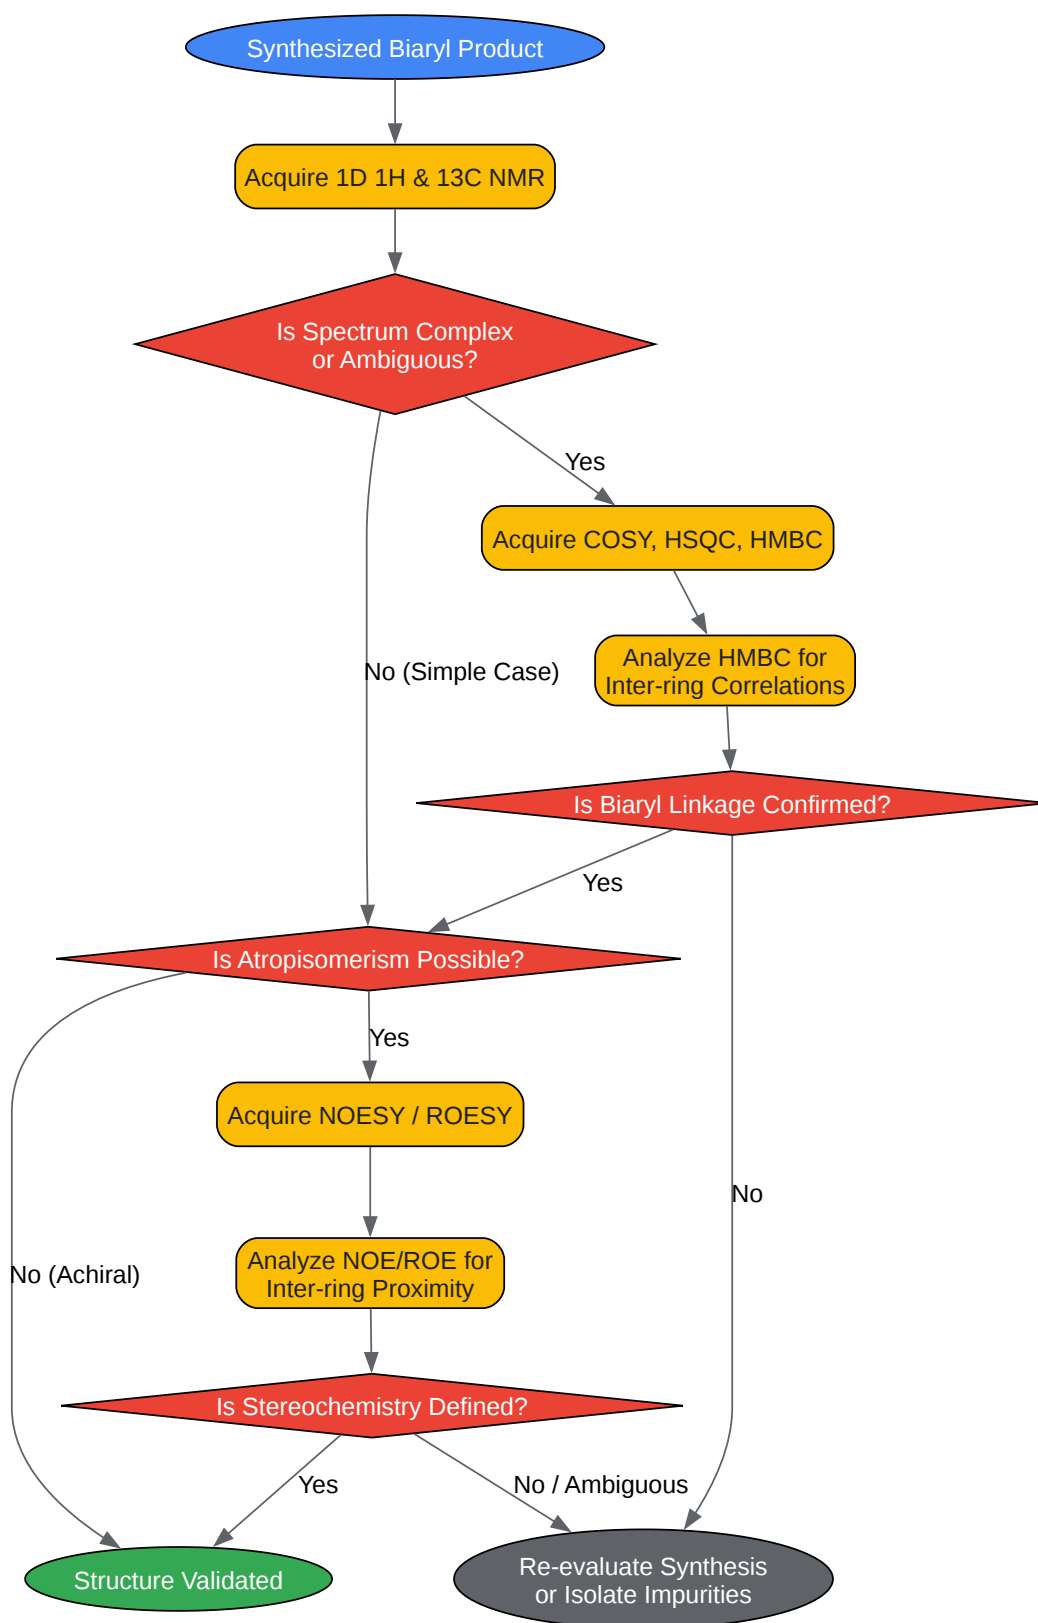 Synthesized Biaryl Product
Acquire 1D 1H & 13C NMR
Is Spectrum Complex
or Ambiguous?
Yes
Acquire COSY, HSQC, HMBC
Analyze HMBC for
Inter-ring Correlations
No (Simple Case)
Is Biaryl Linkage Confirmed?
Yes
Is Atropisomerism Possible?
Yes
Acquire NOESY / ROESY
No
Analyze NOE/ROE for
Inter-ring Proximity
No (Achiral)
Is Stereochemistry Defined?
Yes
No / Ambiguous
Structure Validated
Re-evaluate Synthesis
or Isolate Impurities